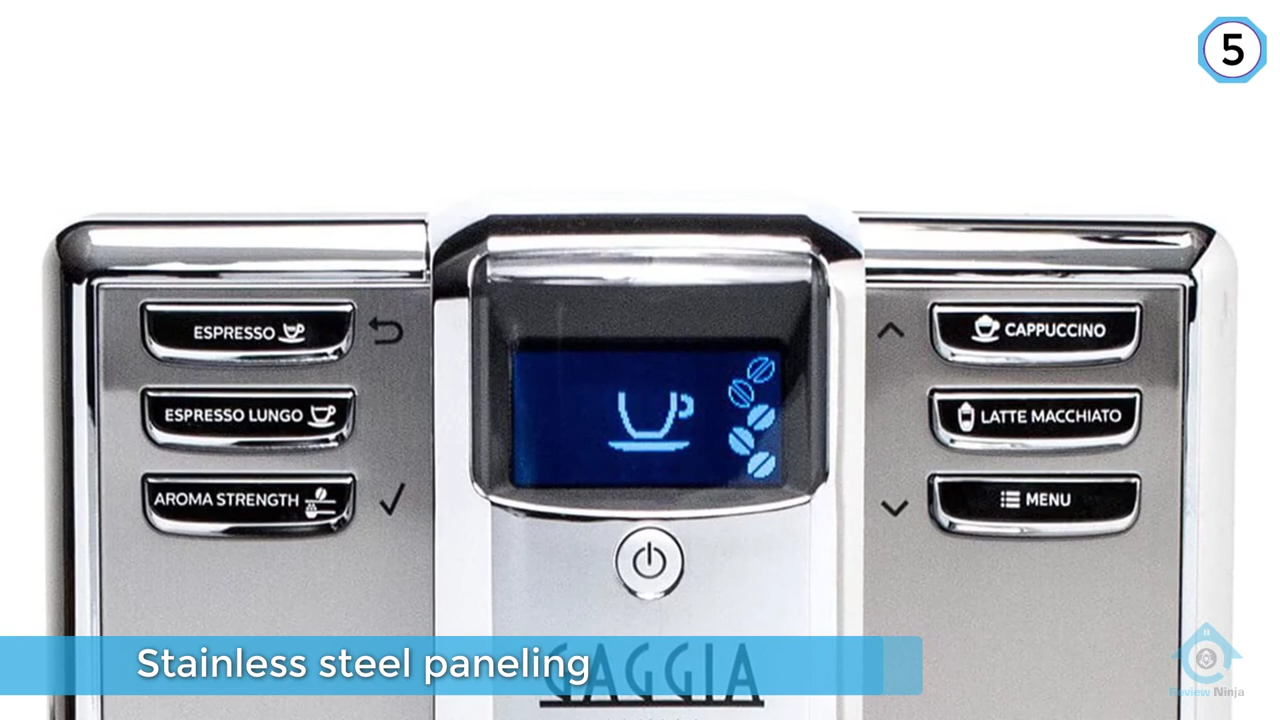 5
ESPRESSO
CAPPUCCINO
ESPRESSO LUNGO
LATTE MACCHIATO
AROMA STRENGTH
MENU
Stainless steel paneling
GAGGIA
Review Ninja